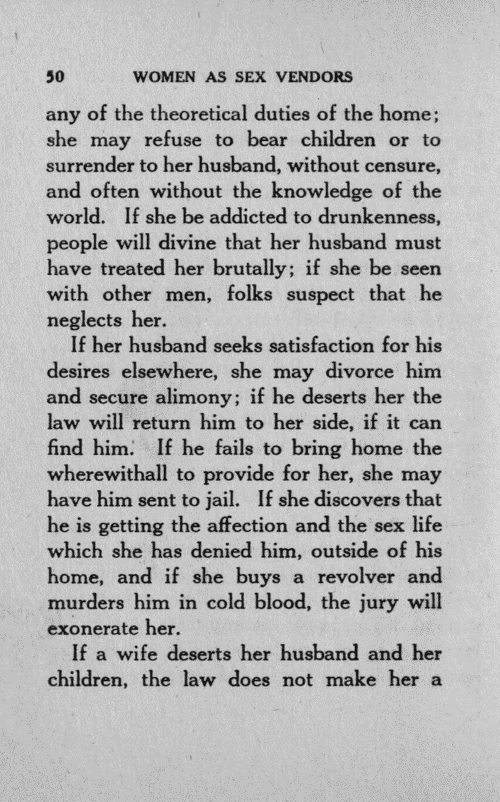 50 WOMEN AS SEX VENDORS
any of the theoretical duties of the home;
she may refuse to bear children or to
surrender to her husband, without censure,
and often without the knowledge of the
world. If she be addicted to drunkenness,
people will divine that her husband must
have treated her brutally; if she be seen
with other men, folks suspect that he
neglects her.
If her husband seeks satisfaction for his
desires elsewhere, she may divorce him
and secure alimony; if he deserts her the
law will return him to her side, if it can
find him. If he fails to bring home the
wherewithall to provide for her, she may
have him sent to jail. If she discovers that
he is getting the affection and the sex life
which she has denied him, outside of his
home, and if she buys a revolver and
murders him in cold blood, the jury will
exonerate her.
If a wife deserts her husband and her
children, the law does not make her a